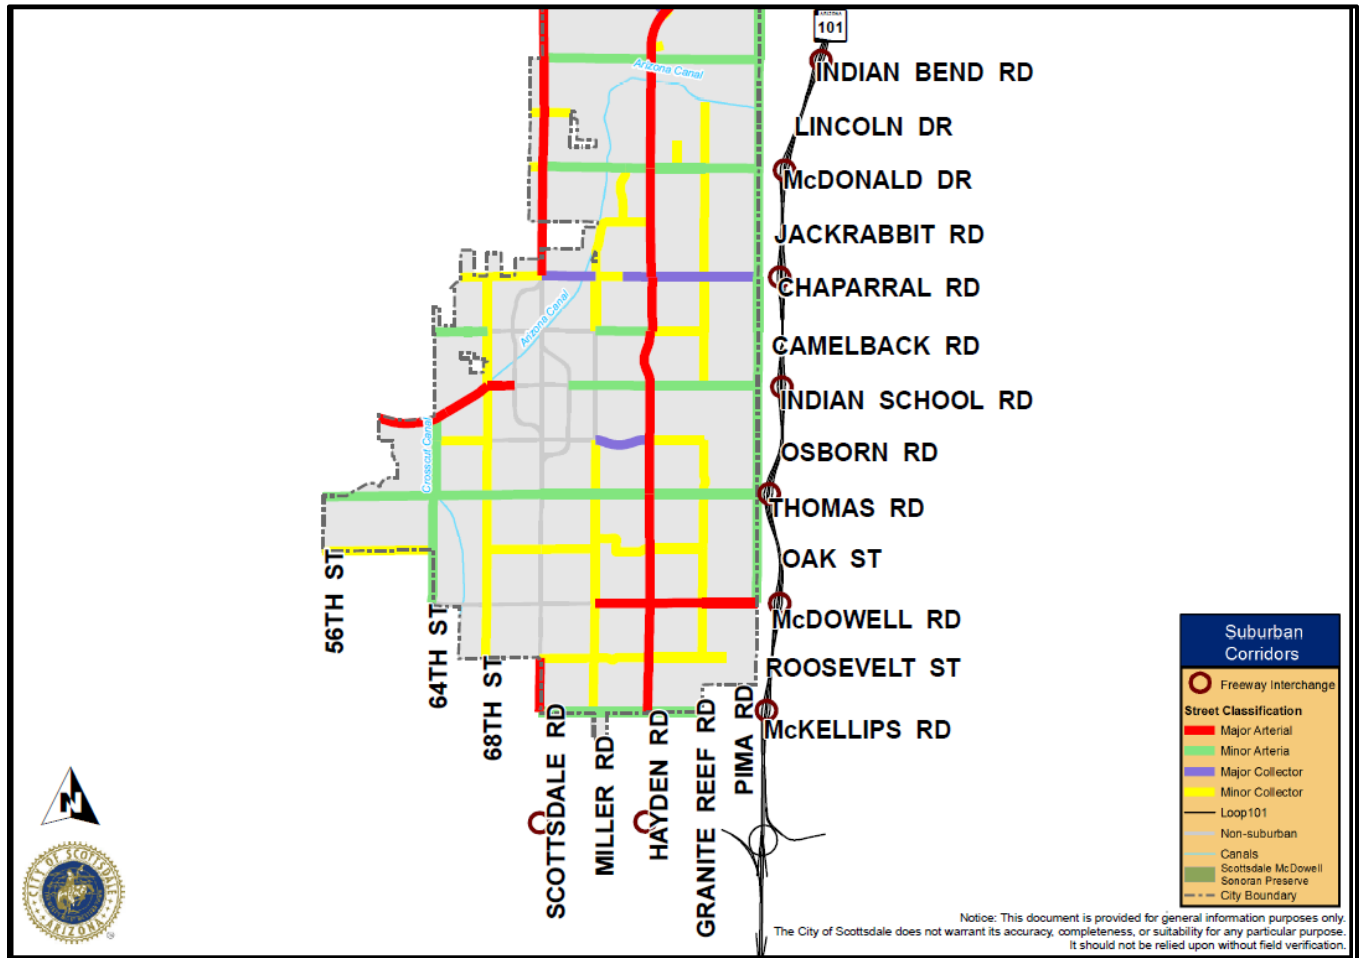 ARIZONA
101
INDIAN BEND RD
Arizona Canal
LINCOLN DR
McDONALD DR
JACKRABBIT RD
CHAPARRAL RD
Arizona Canal
CAMELBACK RD
INDIAN SCHOOL RD
Crosscut Canal
OSBORN RD
THOMAS RD
OAK ST
McDOWELL RD
ROOSEVELT ST
McKELLIPS RD
56TH ST
64TH ST
68TH ST
SCOTTSDALE RD
MILLER RD
HAYDEN RD
GRANITE REEF RD
PIMA RD
N
CITY OF SCOTTSDALE
ARIZONA
Suburban
Corridors
Freeway Interchange
Street Classification
Major Arterial
Minor Arteria
Major Collector
Minor Collector
Loop101
Non-suburban
Canals
Scottsdale McDowell
Sonoran Preserve
City Boundary
Notice: This document is provided for general information purposes only.
The City of Scottsdale does not warrant its accuracy, completeness, or suitability for any particular purpose.
It should not be relied upon without field verification.